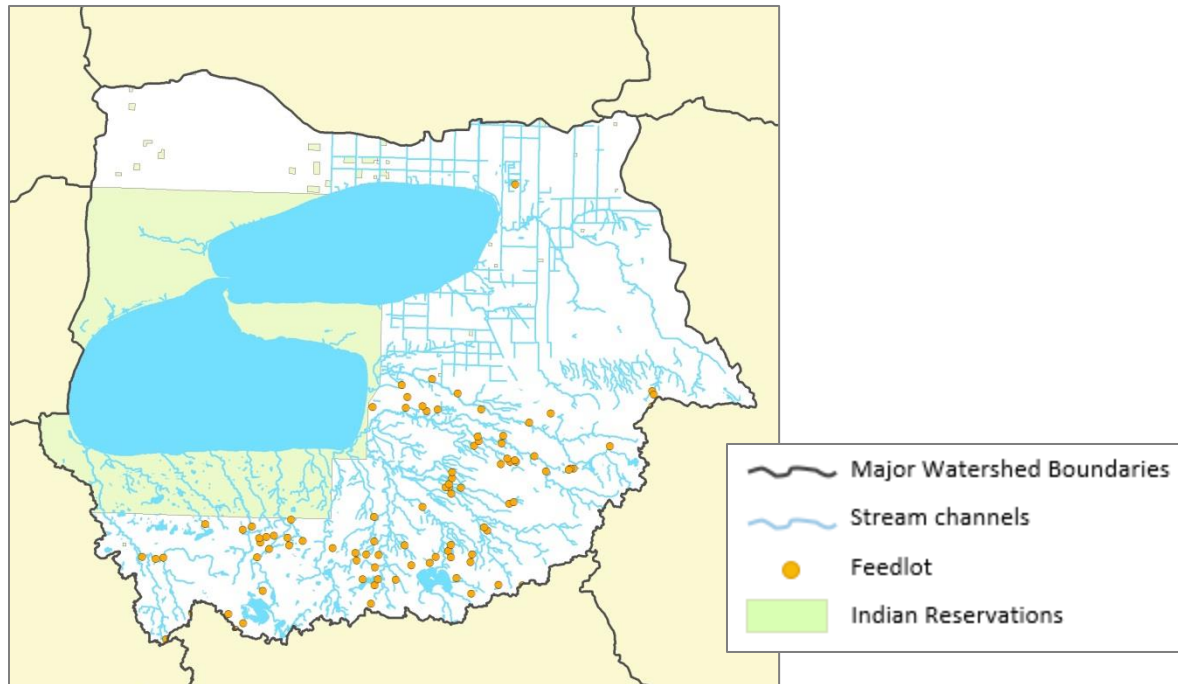 Major Watershed Boundaries
Stream channels
Feedlot
Indian Reservations